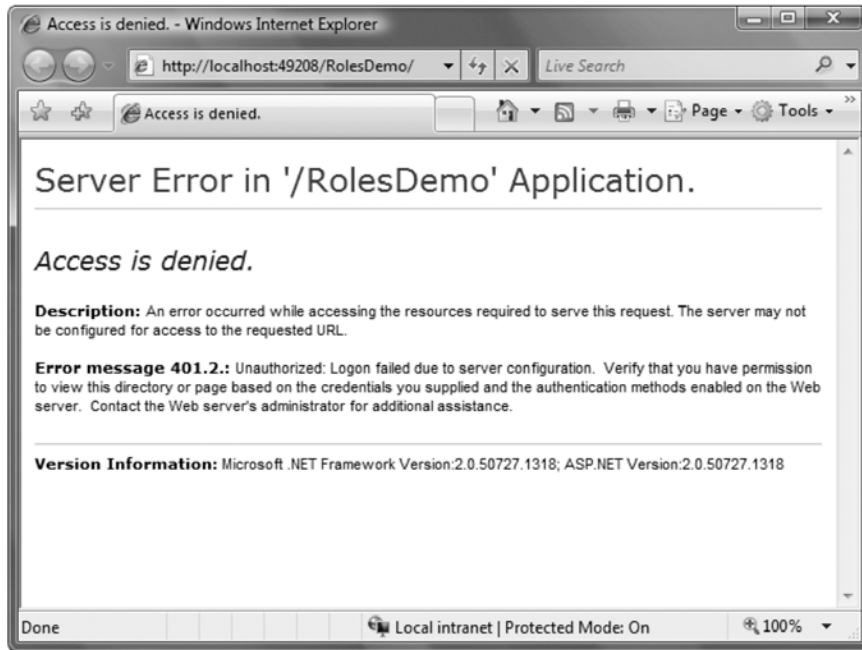 Access is denied. - Windows Internet Explorer
http://localhost:49208/RolesDemo/
Live Search
Access is denied.
Page
Tools
Server Error in '/RolesDemo' Application.
Access is denied.
Description: An error occurred while accessing the resources required to serve this request. The server may not
be configured for access to the requested URL.
Error message 401.2.: Unauthorized: Logon failed due to server configuration.  Verify that you have permission
to view this directory or page based on the credentials you supplied and the authentication methods enabled on the Web
server.  Contact the Web server's administrator for additional assistance.
Version Information: Microsoft .NET Framework Version:2.0.50727.1318; ASP.NET Version:2.0.50727.1318
Done
Local intranet | Protected Mode: On
100%